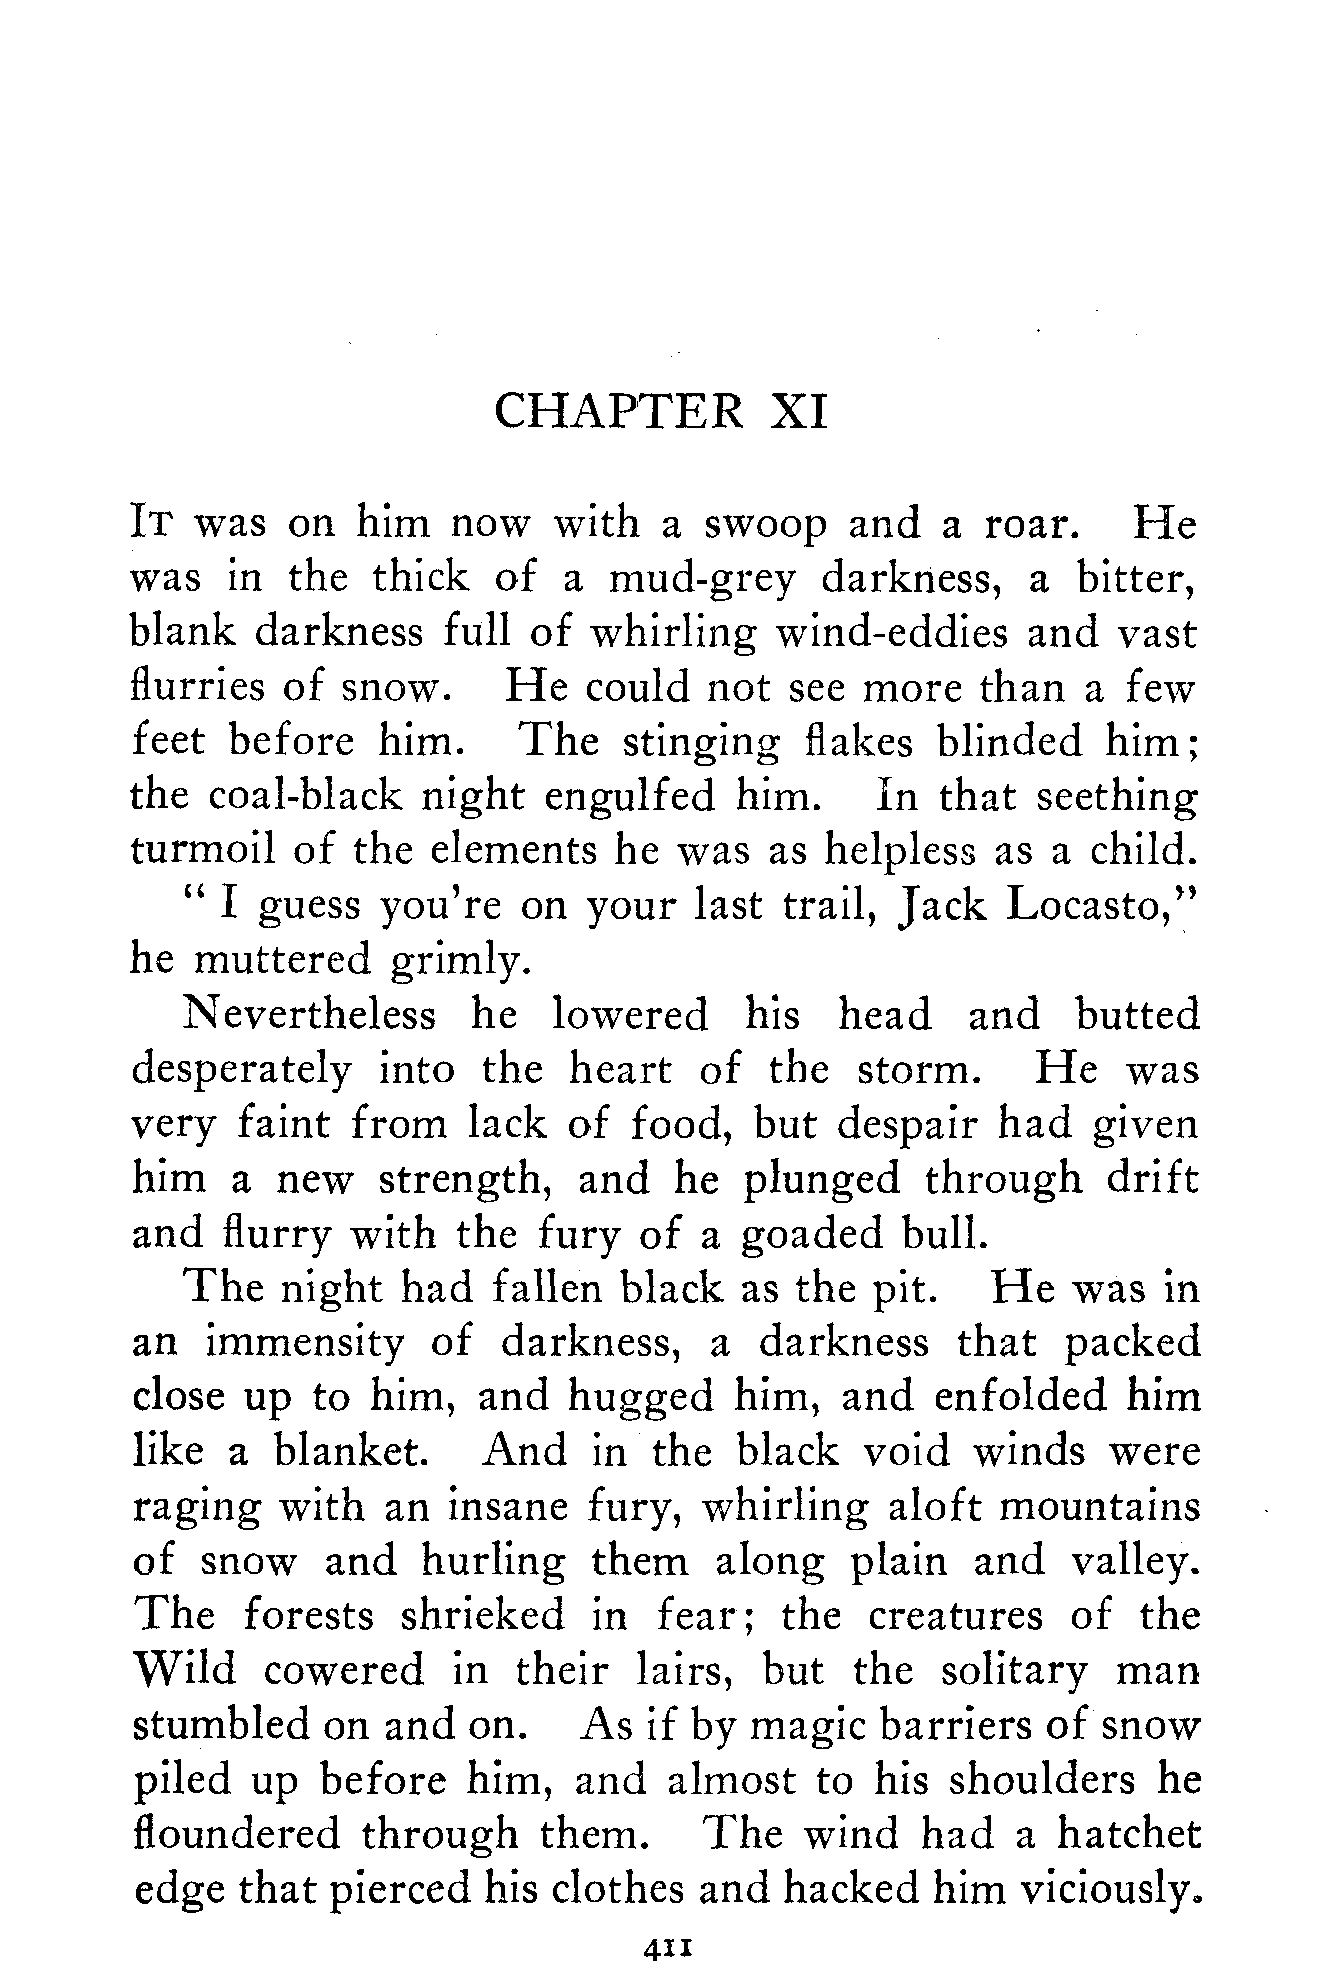 CHAPTER XI
It was on him now with a swoop and a roar. He
was in the thick of a mud-grey darkness, a bitter,
blank darkness full of whirling wind-eddies and vast
flurries of snow. He could not see more than a few
feet before him. The stinging flakes blinded him;
the coal-black night engulfed him. In that seething
turmoil of the elements he was as helpless as a child.
“ I guess you're on your last trail, Jack Locasto,”
he muttered grimly.
Nevertheless he lowered his head and butted
desperately into the heart of the storm. He was
very faint from lack of food, but despair had given
him a new strength, and he plunged through drift
and flurry with the fury of a goaded bull.
The night had fallen black as the pit. He was in
an immensity of darkness, a darkness that packed
close up to him, and hugged him, and enfolded him
like a blanket. And in the black void winds were
raging with an insane fury, whirling aloft mountains
of snow and hurling them along plain and valley.
The forests shrieked in fear; the creatures of the
Wild cowered in their lairs, but the solitary man
stumbled on and on. As if by magic barriers of snow
piled up before him, and almost to his shoulders he
floundered through them. The wind had a hatchet
edge that pierced his clothes and hacked him viciously.
411